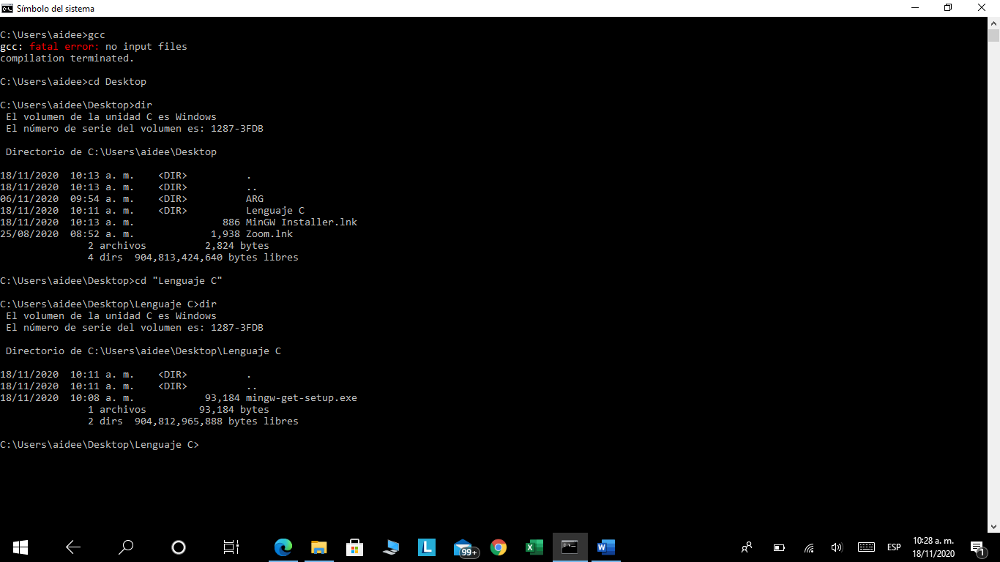 Símbolo del sistema
C:\Users\aidee>gcc
gcc: fatal error: no input files
compilation terminated.
C:\Users\aidee>cd Desktop
C:\Users\aidee\Desktop>dir
 El volumen de la unidad C es Windows
 El número de serie del volumen es: 1287-3FDB
 Directorio de C:\Users\aidee\Desktop
18/11/2020  10:13 a. m.    <DIR>          .
18/11/2020  10:13 a. m.    <DIR>          ..
06/11/2020  09:54 a. m.    <DIR>          ARG
18/11/2020  10:11 a. m.    <DIR>          Lenguaje C
18/11/2020  10:13 a. m.               886 MinGW Installer.lnk
25/08/2020  08:52 a. m.             1,938 Zoom.lnk
               2 archivos          2,824 bytes
               4 dirs  904,813,424,640 bytes libres
C:\Users\aidee\Desktop>cd "Lenguaje C"
C:\Users\aidee\Desktop\Lenguaje C>dir
 El volumen de la unidad C es Windows
 El número de serie del volumen es: 1287-3FDB
 Directorio de C:\Users\aidee\Desktop\Lenguaje C
18/11/2020  10:11 a. m.    <DIR>          .
18/11/2020  10:11 a. m.    <DIR>          ..
18/11/2020  10:08 a. m.            93,184 mingw-get-setup.exe
               1 archivos         93,184 bytes
               2 dirs  904,812,965,888 bytes libres
C:\Users\aidee\Desktop\Lenguaje C>
L
99+
ESP
10:28 a. m.
18/11/2020
1